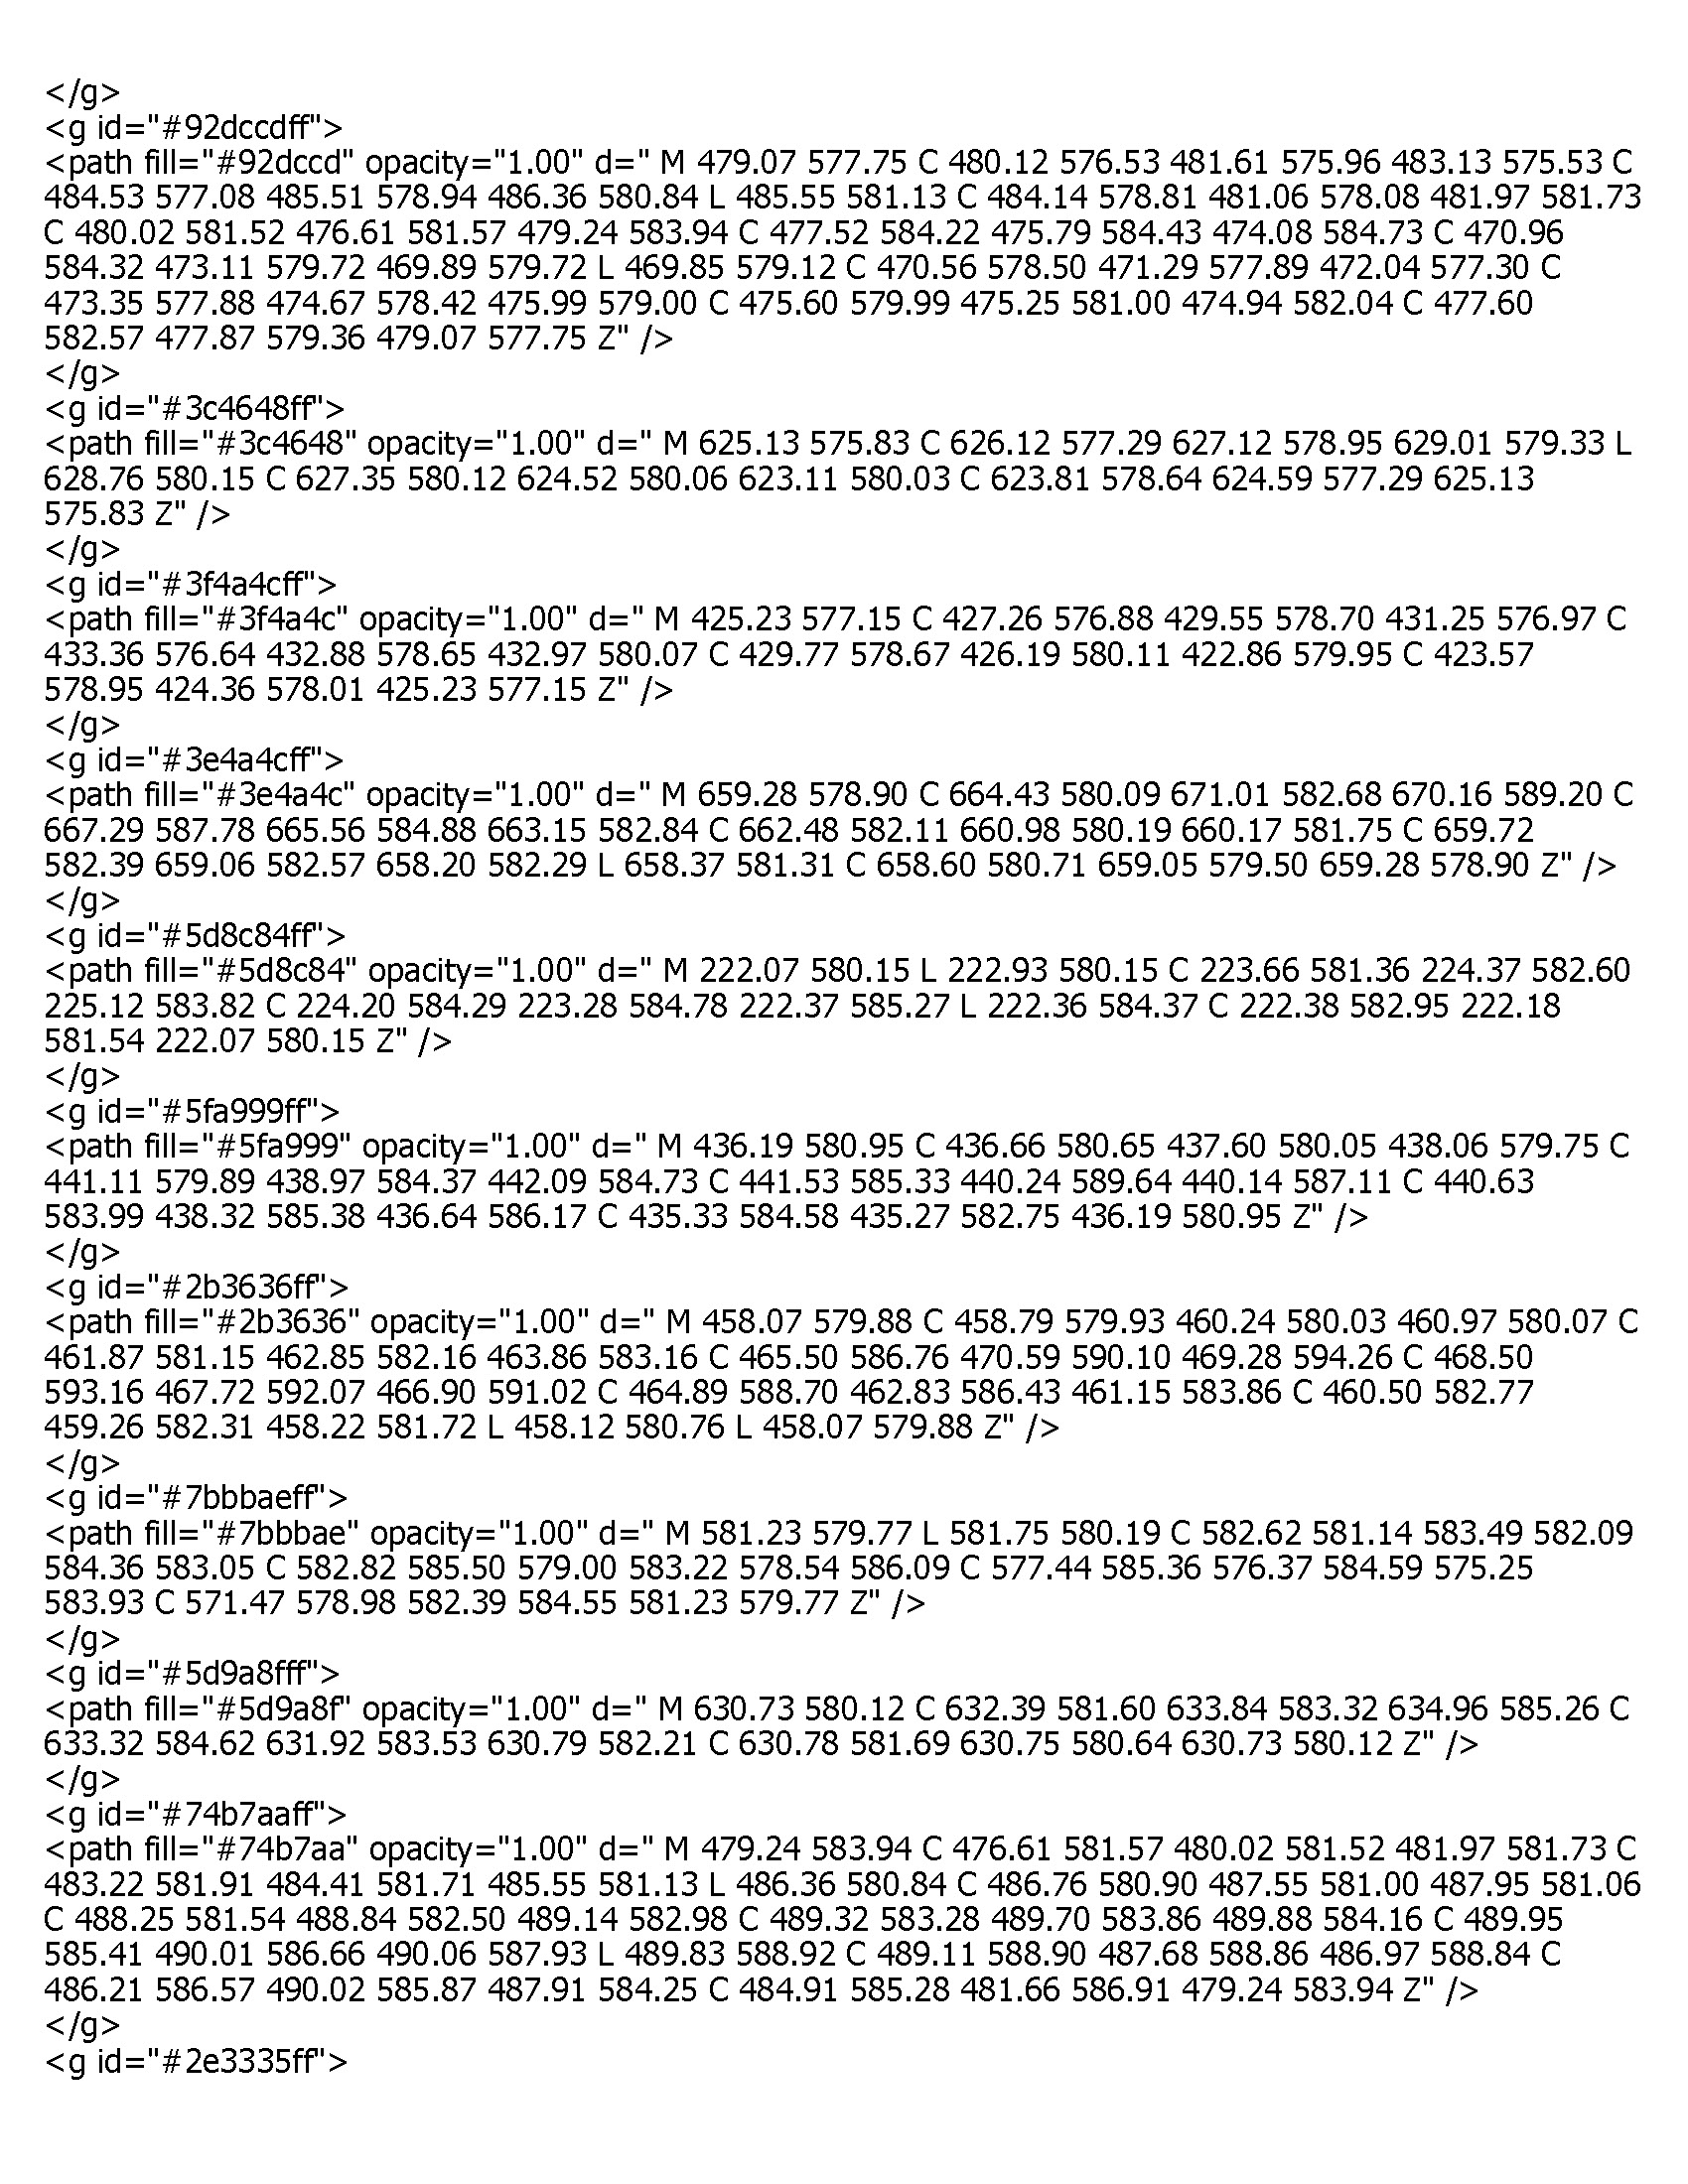 </g>
<g id="#92dccdff">
<path fill="#92dccd" opacity="1.00" d=" M 479.07 577.75 C 480.12 576.53 481.61 575.96 483.13 575.53 C
484.53 577.08 485.51 578.94 486.36 580.84 L 485.55 581.13 C 484.14 578.81 481.06 578.08 481.97 581.73
C 480.02 581.52 476.61 581.57 479.24 583.94 C 477.52 584.22 475.79 584.43 474.08 584.73 C 470.96
584.32 473.11 579.72 469.89 579.72 L 469.85 579.12 C 470.56 578.50 471.29 577.89 472.04 577.30 C
473.35 577.88 474.67 578.42 475.99 579.00 C 475.60 579.99 475.25 581.00 474.94 582.04 C 477.60
582.57 477.87 579.36 479.07 577.75 Z" />
</g>
<g id="#3c4648ff">
<path fill="#3c4648" opacity="1.00" d=" M 625.13 575.83 C 626.12 577.29 627.12 578.95 629.01 579.33 L
628.76 580.15 C 627.35 580.12 624.52 580.06 623.11 580.03 C 623.81 578.64 624.59 577.29 625.13
575.83 Z" />
</g>
<g id="#3f4a4cff">
<path fill="#3f4a4c" opacity="1.00" d=" M 425.23 577.15 C 427.26 576.88 429.55 578.70 431.25 576.97 C
433.36 576.64 432.88 578.65 432.97 580.07 C 429.77 578.67 426.19 580.11 422.86 579.95 C 423.57
578.95 424.36 578.01 425.23 577.15 Z" />
</g>
<g id="#3e4a4cff">
<path fill="#3e4a4c" opacity="1.00" d=" M 659.28 578.90 C 664.43 580.09 671.01 582.68 670.16 589.20 C
667.29 587.78 665.56 584.88 663.15 582.84 C 662.48 582.11 660.98 580.19 660.17 581.75 C 659.72
582.39 659.06 582.57 658.20 582.29 L 658.37 581.31 C 658.60 580.71 659.05 579.50 659.28 578.90 Z" />
</g>
<g id="#5d8c84ff">
<path fill="#5d8c84" opacity="1.00" d=" M 222.07 580.15 L 222.93 580.15 C 223.66 581.36 224.37 582.60
225.12 583.82 C 224.20 584.29 223.28 584.78 222.37 585.27 L 222.36 584.37 C 222.38 582.95 222.18
581.54 222.07 580.15 Z" />
</g>
<g id="#5fa999ff">
<path fill="#5fa999" opacity="1.00" d=" M 436.19 580.95 C 436.66 580.65 437.60 580.05 438.06 579.75 C
441.11 579.89 438.97 584.37 442.09 584.73 C 441.53 585.33 440.24 589.64 440.14 587.11 C 440.63
583.99 438.32 585.38 436.64 586.17 C 435.33 584.58 435.27 582.75 436.19 580.95 Z" />
</g>
<g id="#2b3636ff">
<path fill="#2b3636" opacity="1.00" d=" M 458.07 579.88 C 458.79 579.93 460.24 580.03 460.97 580.07 C
461.87 581.15 462.85 582.16 463.86 583.16 C 465.50 586.76 470.59 590.10 469.28 594.26 C 468.50
593.16 467.72 592.07 466.90 591.02 C 464.89 588.70 462.83 586.43 461.15 583.86 C 460.50 582.77
459.26 582.31 458.22 581.72 L 458.12 580.76 L 458.07 579.88 Z" />
</g>
<g id="#7bbbaeff">
<path fill="#7bbbae" opacity="1.00" d=" M 581.23 579.77 L 581.75 580.19 C 582.62 581.14 583.49 582.09
584.36 583.05 C 582.82 585.50 579.00 583.22 578.54 586.09 C 577.44 585.36 576.37 584.59 575.25
583.93 C 571.47 578.98 582.39 584.55 581.23 579.77 Z" />
</g>
<g id="#5d9a8fff">
<path fill="#5d9a8f" opacity="1.00" d=" M 630.73 580.12 C 632.39 581.60 633.84 583.32 634.96 585.26 C
633.32 584.62 631.92 583.53 630.79 582.21 C 630.78 581.69 630.75 580.64 630.73 580.12 Z" />
</g>
<g id="#74b7aaff">
<path fill="#74b7aa" opacity="1.00" d=" M 479.24 583.94 C 476.61 581.57 480.02 581.52 481.97 581.73 C
483.22 581.91 484.41 581.71 485.55 581.13 L 486.36 580.84 C 486.76 580.90 487.55 581.00 487.95 581.06
C 488.25 581.54 488.84 582.50 489.14 582.98 C 489.32 583.28 489.70 583.86 489.88 584.16 C 489.95
585.41 490.01 586.66 490.06 587.93 L 489.83 588.92 C 489.11 588.90 487.68 588.86 486.97 588.84 C
486.21 586.57 490.02 585.87 487.91 584.25 C 484.91 585.28 481.66 586.91 479.24 583.94 Z" />
</g>
<g id="#2e3335ff">